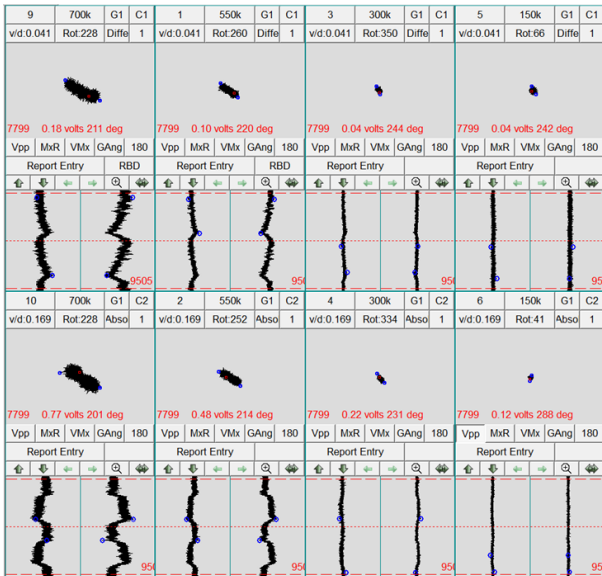 9 700k G1 C1 1 550k G1 C1 3 300k G1 C1 5 150k G1 C1
v/d:0.041 Rot:228 Diffe 1 v/d:0.041 Rot:260 Diffe 1 v/d:0.041 Rot:350 Diffe 1 v/d:0.041 Rot:66 Diffe 1
7799 0.18 volts 211 deg 7799 0.10 volts 220 deg 7799 0.04 volts 244 deg 7799 0.04 volts 242 deg
Vpp MxR VMx GAng 180 Vpp MxR VMx GAng 180 Vpp MxR VMx GAng 180 Vpp MxR VMx GAng 180
Report Entry RBD Report Entry RBD Report Entry Report Entry
9505 950 950 950
10 700k G1 C2 2 550k G1 C2 4 300k G1 C2 6 150k G1 C2
v/d:0.169 Rot:228 Abso 1 v/d:0.169 Rot:252 Abso 1 v/d:0.169 Rot:334 Abso 1 v/d:0.169 Rot:41 Abso 1
7799 0.77 volts 201 deg 7799 0.48 volts 214 deg 7799 0.22 volts 231 deg 7799 0.12 volts 288 deg
Vpp MxR VMx GAng 180 Vpp MxR VMx GAng 180 Vpp MxR VMx GAng 180 Vpp MxR VMx GAng 180
Report Entry Report Entry Report Entry Report Entry
950 950 950 950